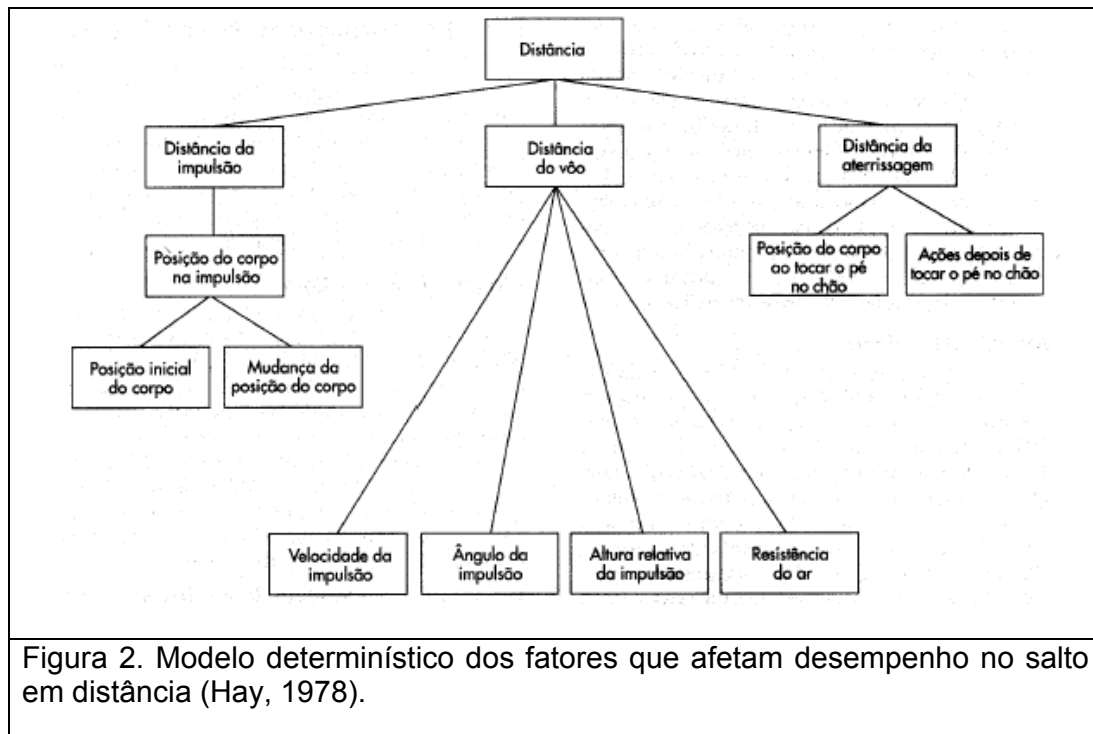 Distância
Distância da
impulsão
Distância
do vôo
Distância da
aterrissagem
Posição do corpo
na impulsão
Posição do corpo
ao tocar o pé
no chão
Ações depois de
tocar o pé no chão
Posição inicial
do corpo
Mudança da
posição do corpo
Velocidade da
impulsão
Ângulo da
impulsão
Altura relativa
da impulsão
Resistência
do ar
Figura 2. Modelo determinístico dos fatores que afetam desempenho no salto
em distância (Hay, 1978).